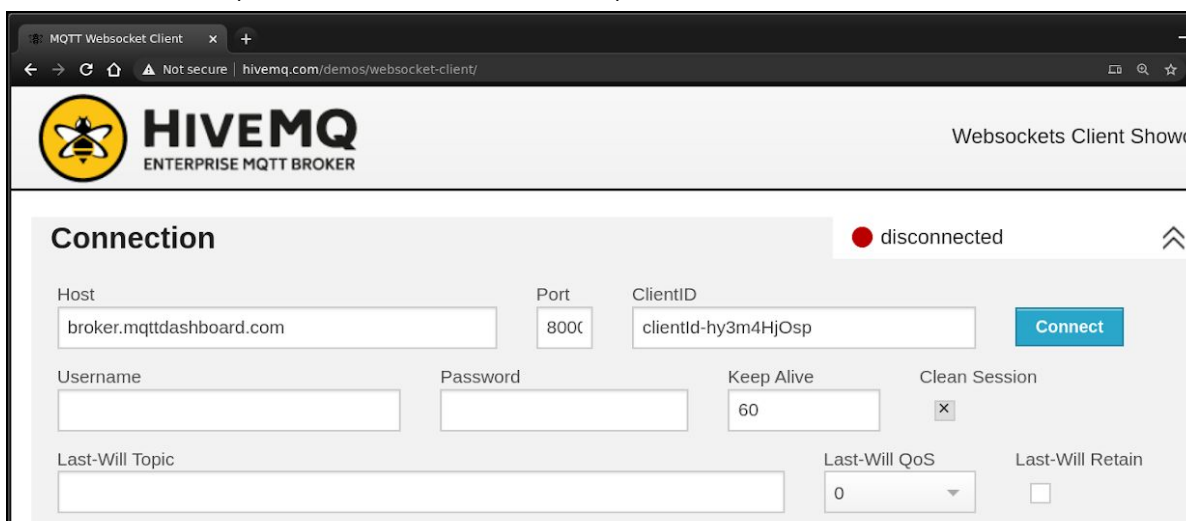 MQTT Websocket Client × +
Not secure | hivemq.com/demos/websocket-client/
HIVEMQ
ENTERPRISE MQTT BROKER
Websockets Client Showc
Connection
disconnected
Host Port ClientID
broker.mqttdashboard.com 8000 clientId-hy3m4HjOsp Connect
Username Password Keep Alive Clean Session
60 ×
Last-Will Topic Last-Will QoS Last-Will Retain
0